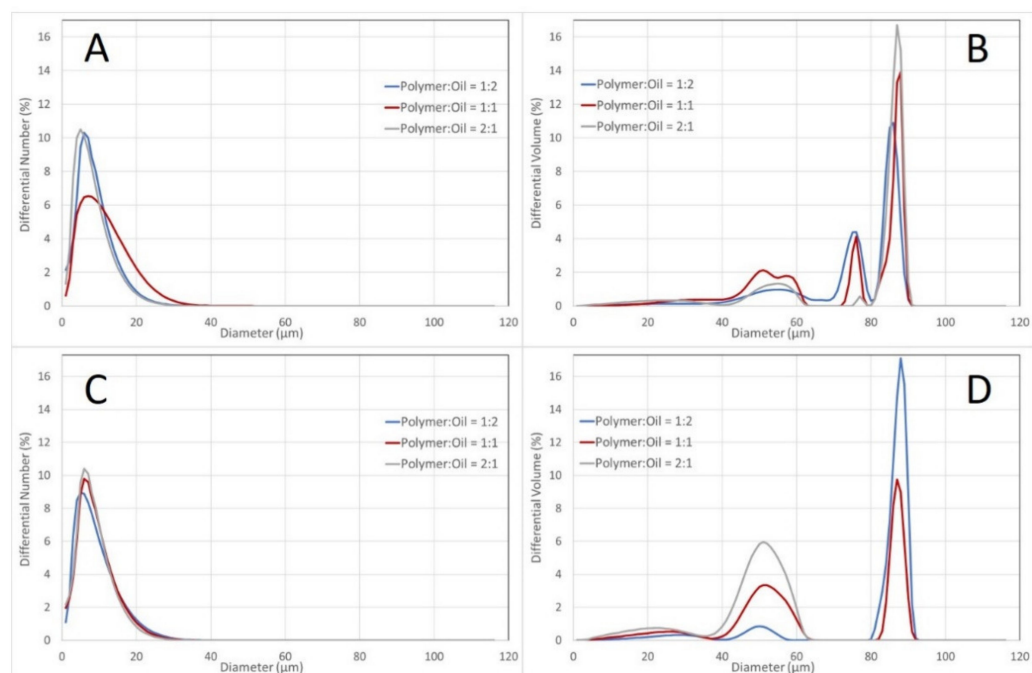 A
Differential Number (%)
16
14
12
10
8
6
4
2
0
Polymer:Oil = 1:2
Polymer:Oil = 1:1
Polymer:Oil = 2:1
0 20 40 60 80 100 120
Diameter (µm)
B
Differential Volume (%)
16
14
12
10
8
6
4
2
0
Polymer:Oil = 1:2
Polymer:Oil = 1:1
Polymer:Oil = 2:1
0 20 40 60 80 100 120
Diameter (µm)
C
Differential Number (%)
16
14
12
10
8
6
4
2
0
Polymer:Oil = 1:2
Polymer:Oil = 1:1
Polymer:Oil = 2:1
0 20 40 60 80 100 120
Diameter (µm)
D
Differential Volume (%)
16
14
12
10
8
6
4
2
0
Polymer:Oil = 1:2
Polymer:Oil = 1:1
Polymer:Oil = 2:1
0 20 40 60 80 100 120
Diameter (µm)